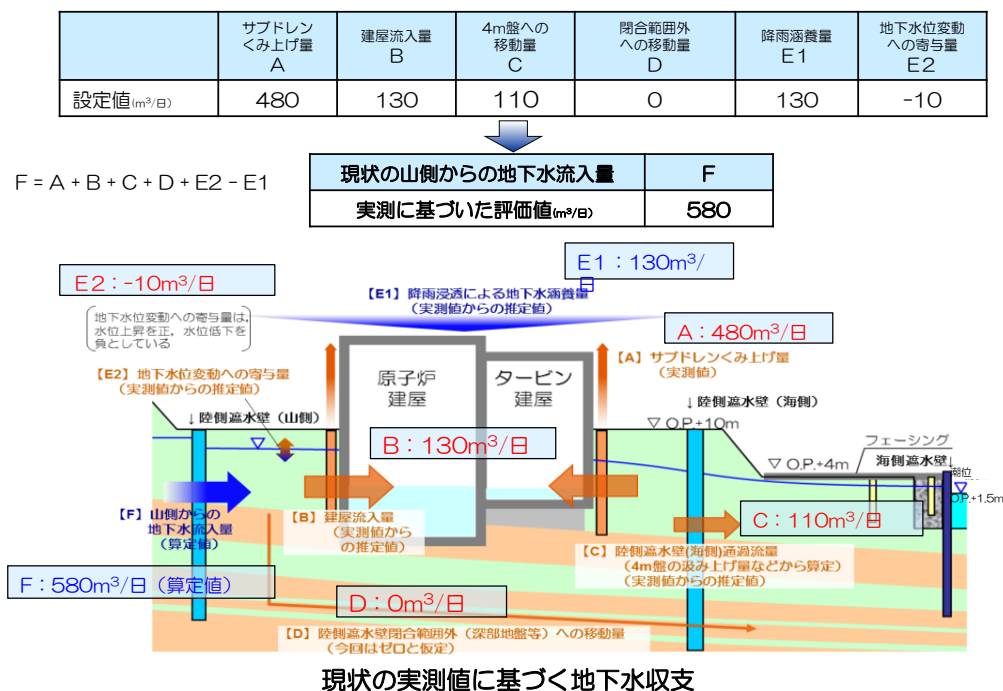 サブドレン
くみ上げ量
A
建屋流入量
B
4m盤への
移動量
C
閉合範囲外
への移動量
D
降雨涵養量
E1
地下水位変動
への寄与量
E2
設定値(m³/日) 480 130 110 0 130 -10
F = A + B + C + D + E2 − E1
現状の山側からの地下水流入量 F
実測に基づいた評価値(m³/日) 580
E1：130m³/
日
E2：-10m³/日
【E1】降雨浸透による地下水涵養量
（実測値からの推定値）
地下水位変動への寄与量は，
水位上昇を正，水位低下を
負としている
A：480m³/日
【A】サブドレンくみ上げ量
（実測値）
【E2】地下水位変動への寄与量
（実測値からの推定値）
原子炉
建屋
タービン
建屋
↓陸側遮水壁（山側）
↓陸側遮水壁（海側）
▽ O.P.+10m
B：130m³/日
フェーシング
▽ O.P.+4m
海側遮水壁↓
潮位
▽
O.P.+1.5m
【F】山側からの
地下水流入量
（算定値）
【B】建屋流入量
（実測値から
の推定値）
C：110m³/日
【C】陸側遮水壁(海側)通過流量
（4m盤の汲み上げ量などから算定）
（実測値からの推定値）
F：580m³/日（算定値）
D：0m³/日
【D】陸側遮水壁閉合範囲外（深部地盤等）への移動量
（今回はゼロと仮定）
現状の実測値に基づく地下水収支